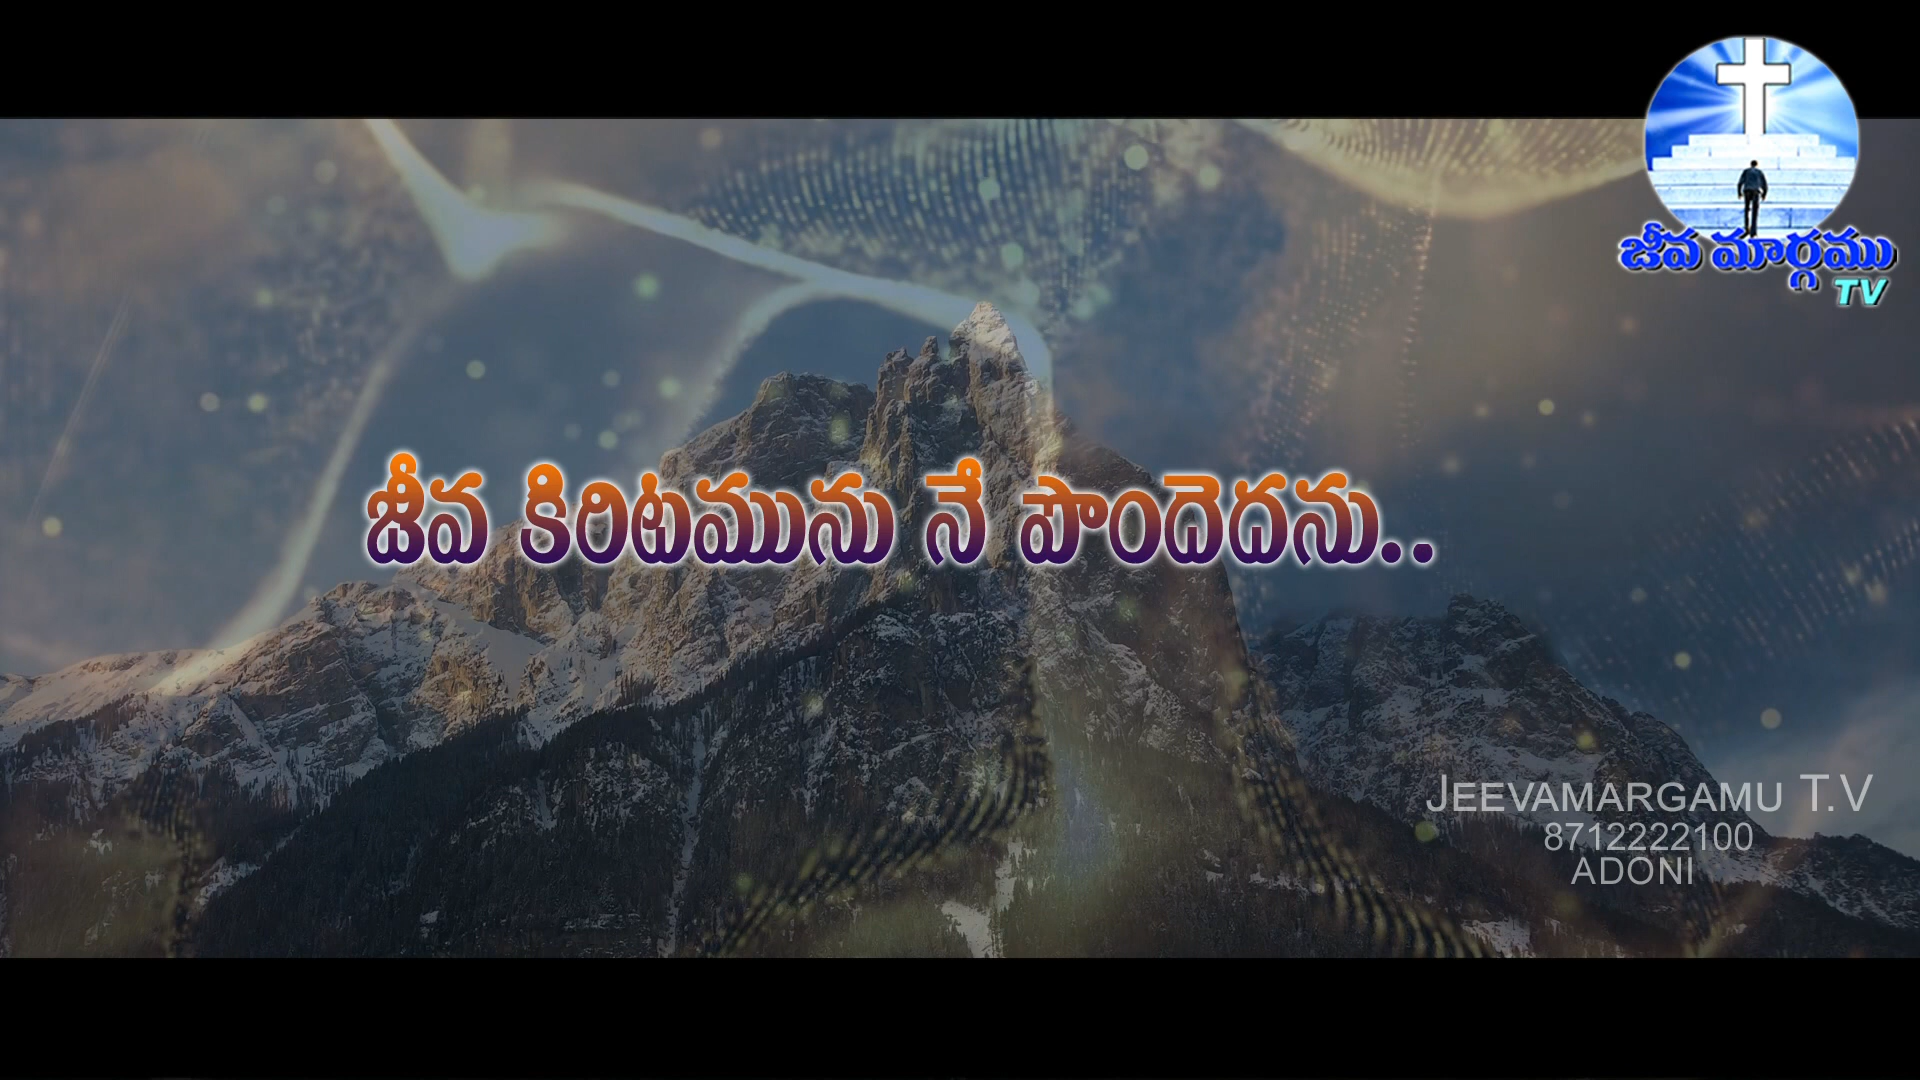 జీవ మార్గము
TV
జీవ కిరిటమును నే పొందెదను..
JEEVAMARGAMU T.V
8712222100
ADONI